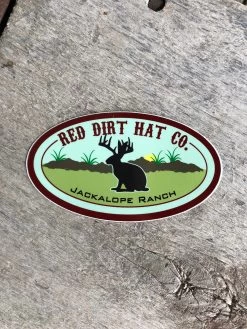 RED DIRT HAT CO.
JACKALOPE RANCH